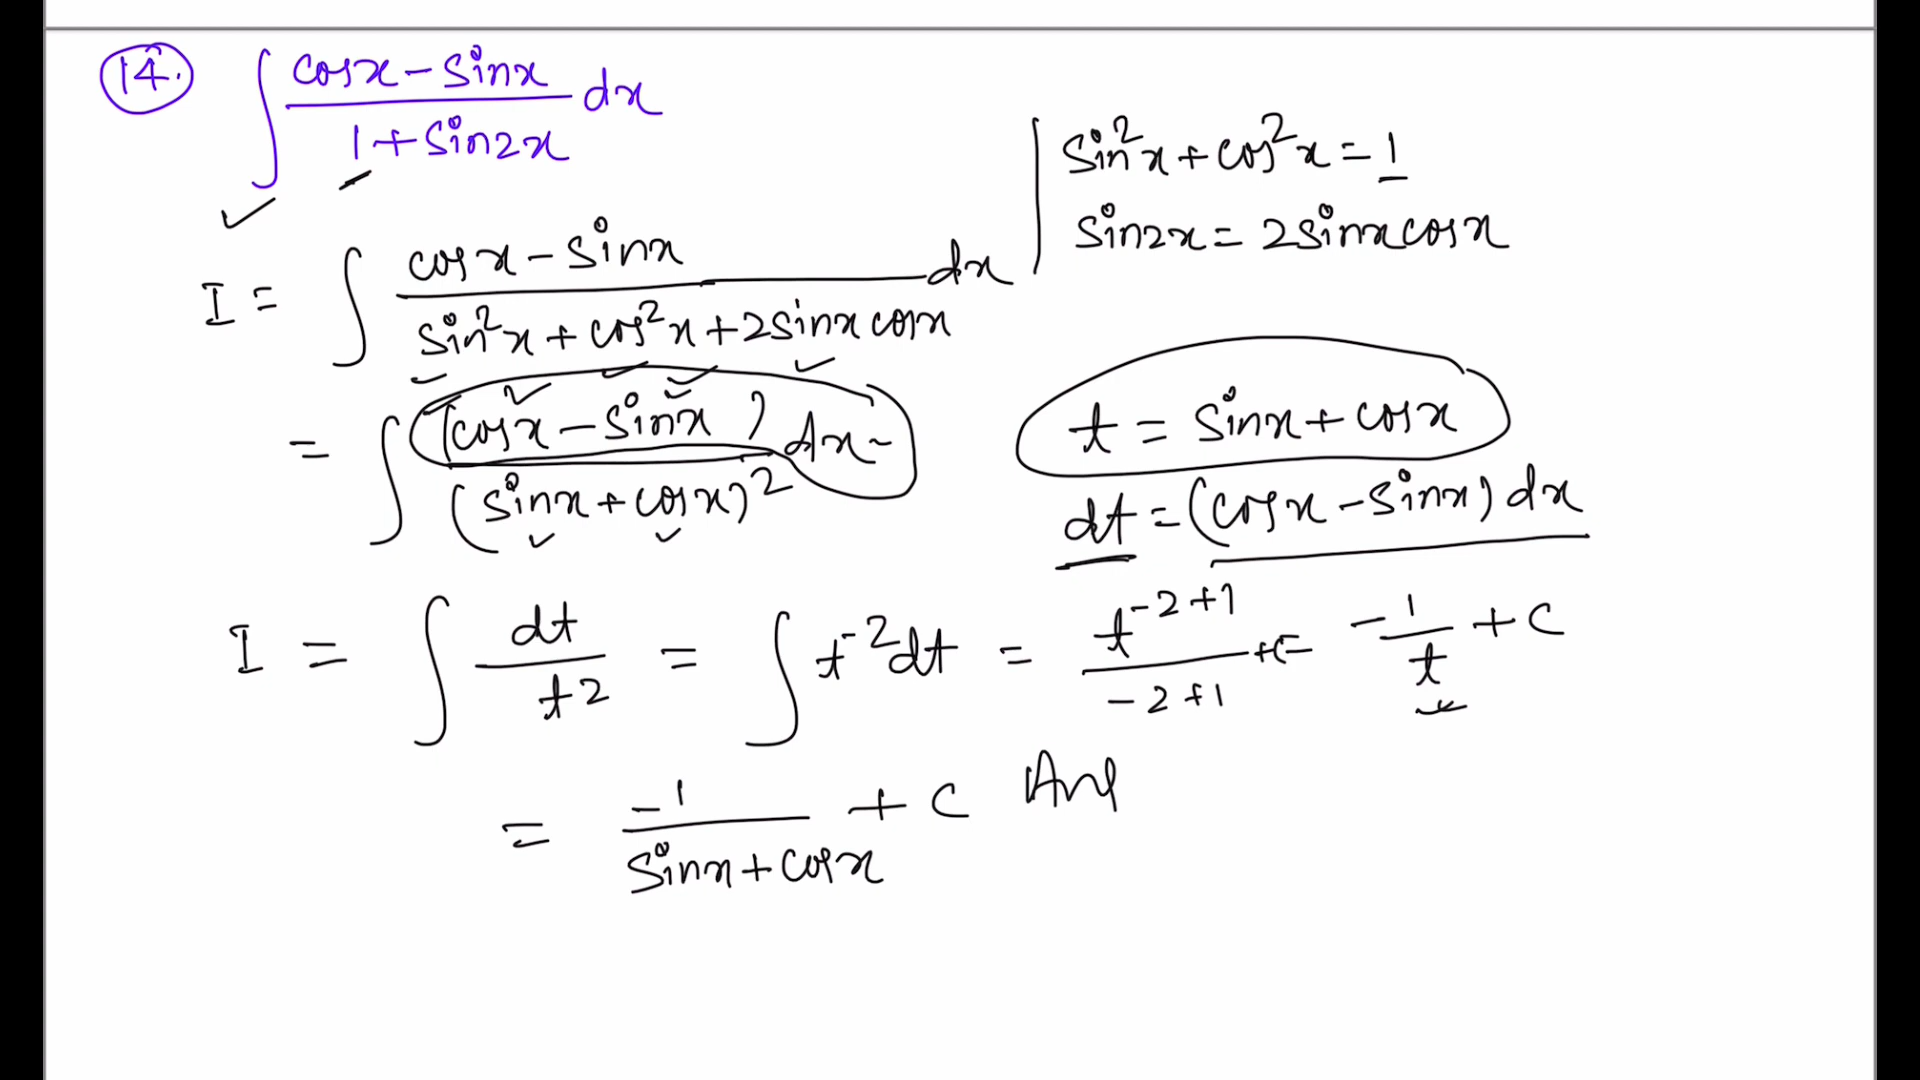 14. ∫ (cosx − sinx)/(1 + sin2x) dx
sin²x + cos²x = 1
sin2x = 2sinxcosx
I = ∫ (cosx − sinx)/(sin²x + cos²x + 2sinxcosx) dx
= ∫ (cosx − sinx)dx/(sinx + cosx)²
t = sinx + cosx
dt = (cosx − sinx)dx
I = ∫ dt/t² = ∫ t⁻²dt = t⁻²⁺¹/(−2+1) + C = −1/t + C
= −1/(sinx + cosx) + C Ans